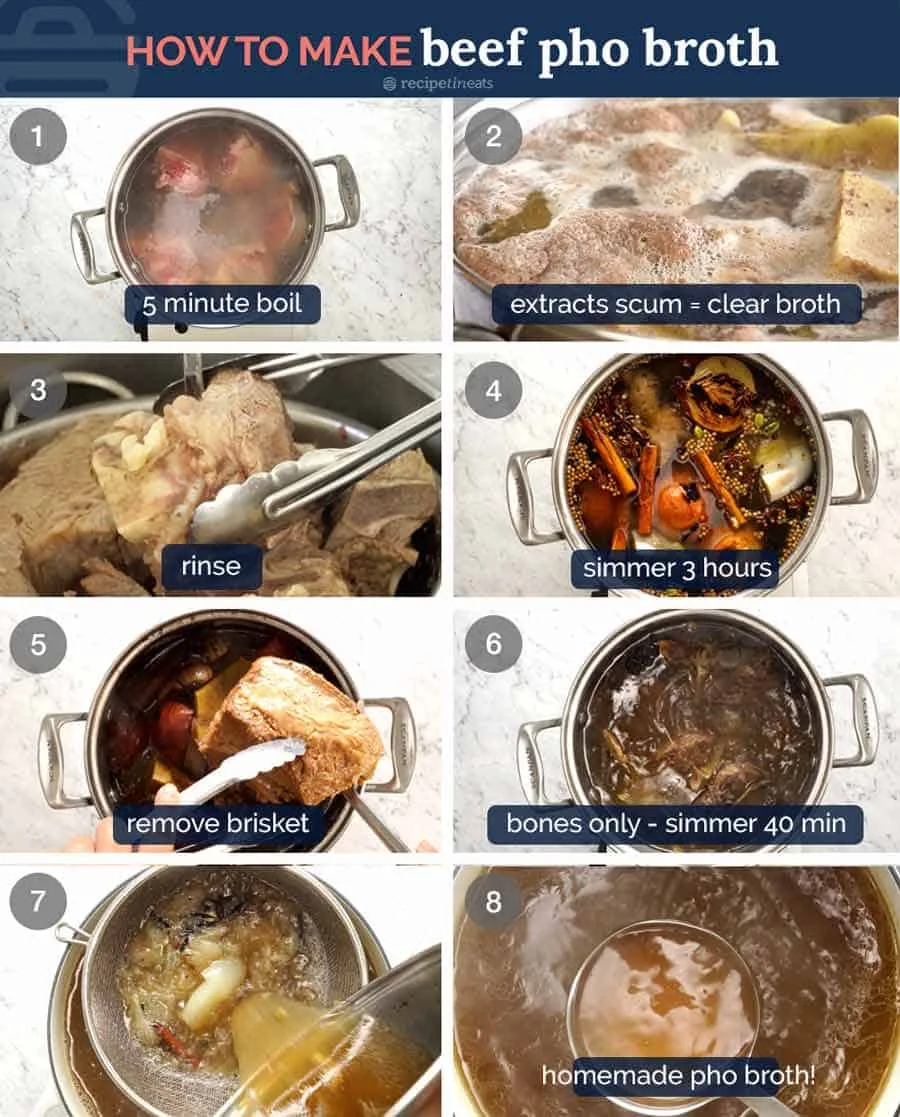 HOW TO MAKE beef pho broth
recipetineats
1
5 minute boil
2
extracts scum = clear broth
3
rinse
4
simmer 3 hours
5
remove brisket
6
bones only - simmer 40 min
7
8
homemade pho broth!